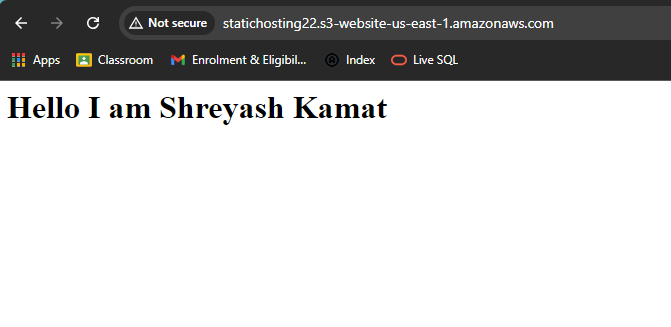 Not secure statichosting22.s3-website-us-east-1.amazonaws.com
Apps Classroom Enrolment & Eligibil... Index Live SQL
Hello I am Shreyash Kamat